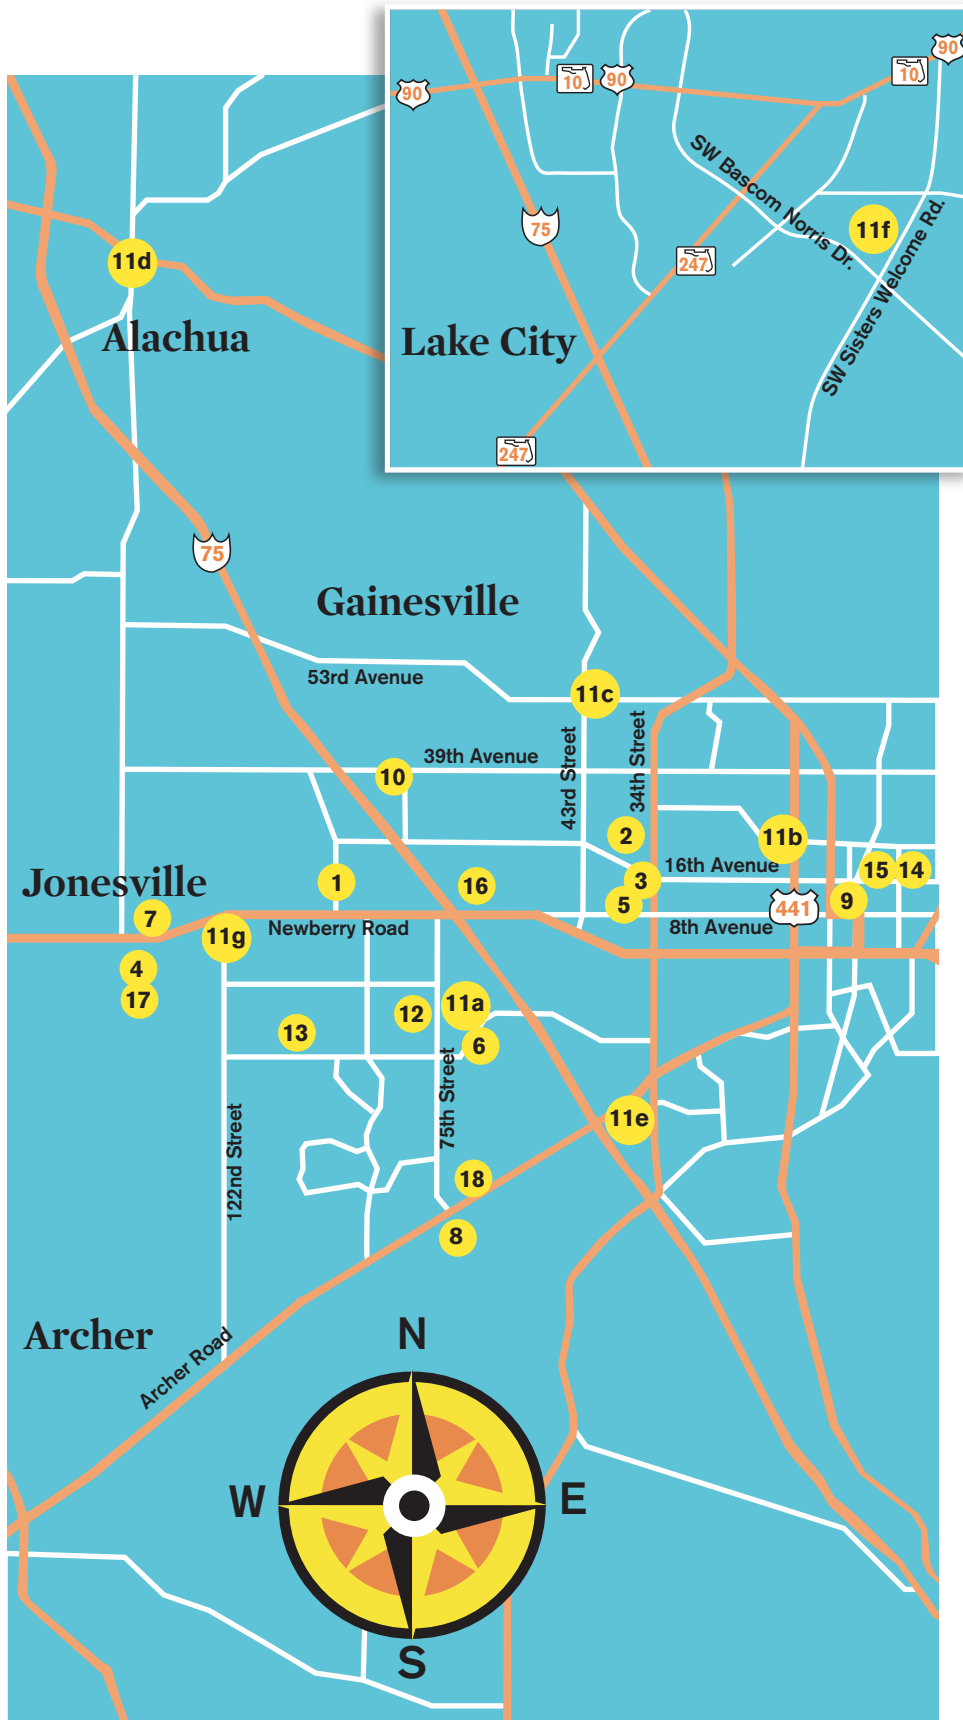 90
10
90
10
90
SW Bascom Norris Dr.
11f
75
247
SW Sisters Welcome Rd.
Lake City
247
11d
Alachua
75
Gainesville
53rd Avenue
11c
43rd Street
34th Street
39th Avenue
10
2
11b
16th Avenue
15
14
Jonesville
1
16
3
5
441
9
7
11g
Newberry Road
8th Avenue
4
17
13
12
11a
6
75th Street
122nd Street
11e
18
8
Archer
Archer Road
N
W
E
S